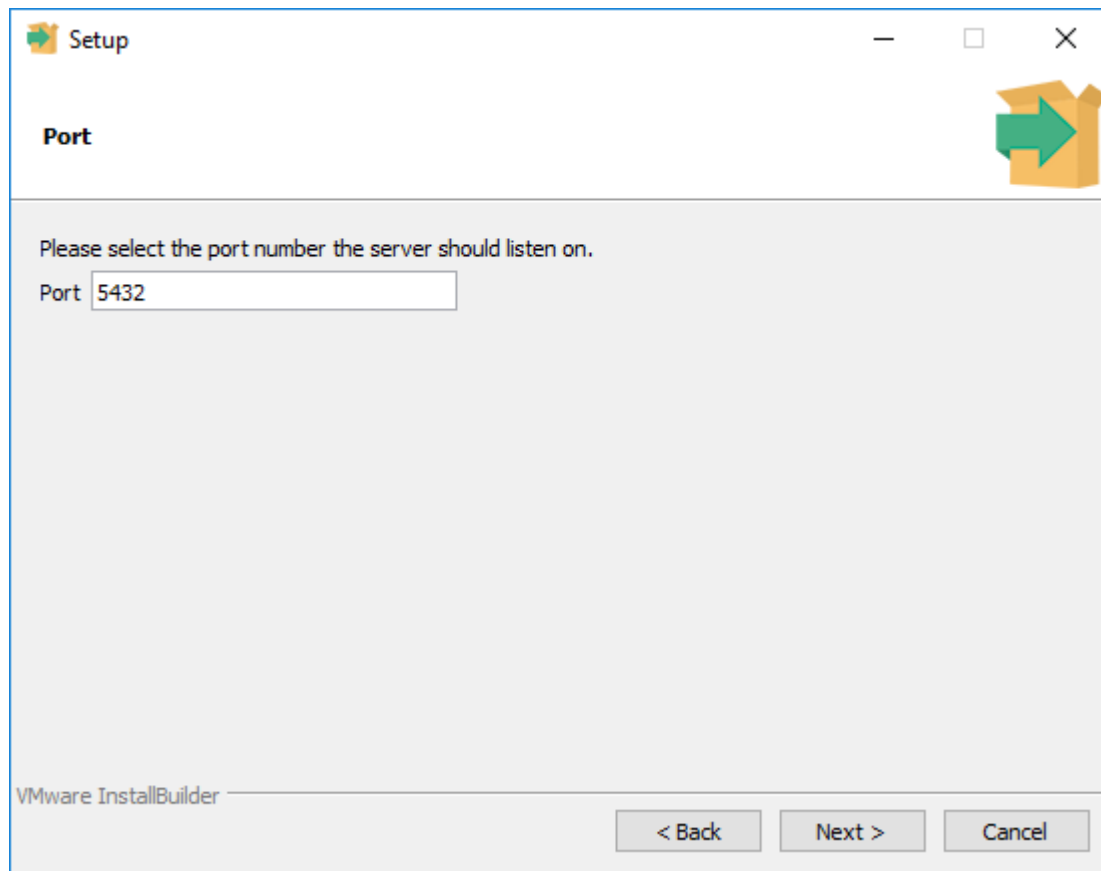 Setup
Port
Please select the port number the server should listen on.
Port 5432
VMware InstallBuilder
< Back Next > Cancel